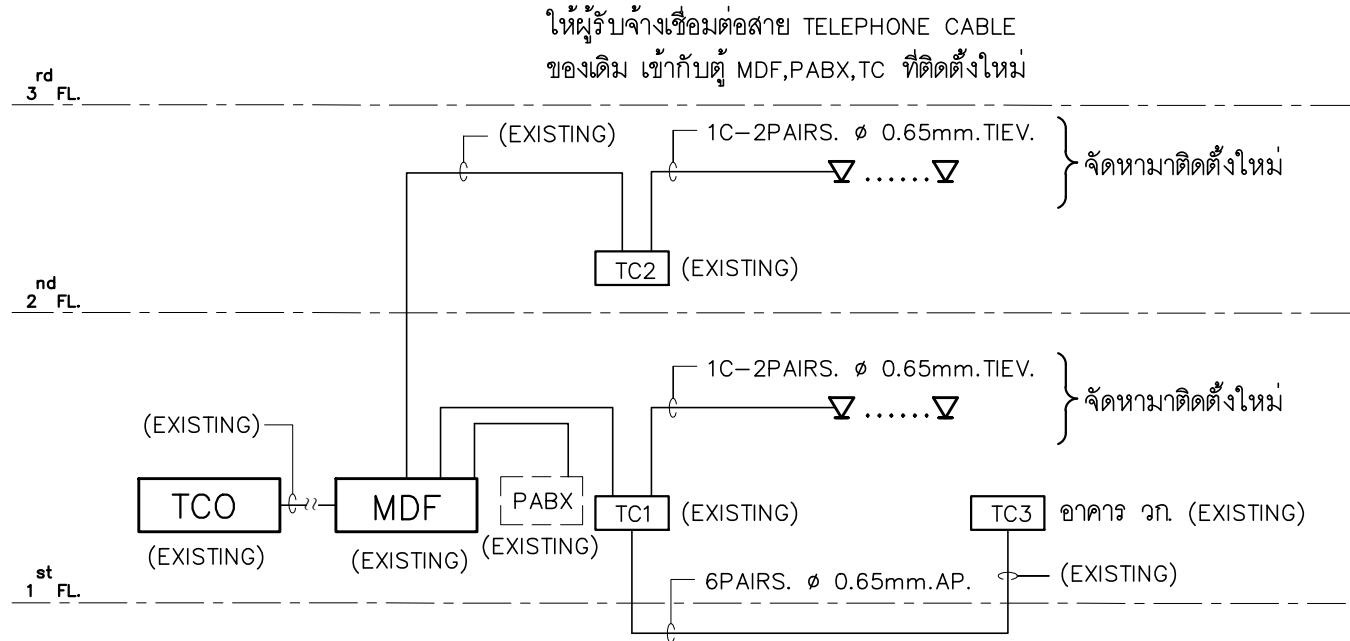 ให้ผู้รับจ้างเชื่อมต่อสาย TELEPHONE CABLE
ของเดิม เข้ากับตู้ MDF,PABX,TC ที่ติดตั้งใหม่
3rd FL.
(EXISTING)
1C-2PAIRS. ø 0.65mm.TIEV.
จัดหามาติดตั้งใหม่
TC2 (EXISTING)
2nd FL.
1C-2PAIRS. ø 0.65mm.TIEV.
จัดหามาติดตั้งใหม่
(EXISTING)
TCO
(EXISTING)
MDF
(EXISTING)
PABX
(EXISTING)
TC1 (EXISTING)
TC3 อาคาร วก. (EXISTING)
(EXISTING)
1st FL.
6PAIRS. ø 0.65mm.AP.